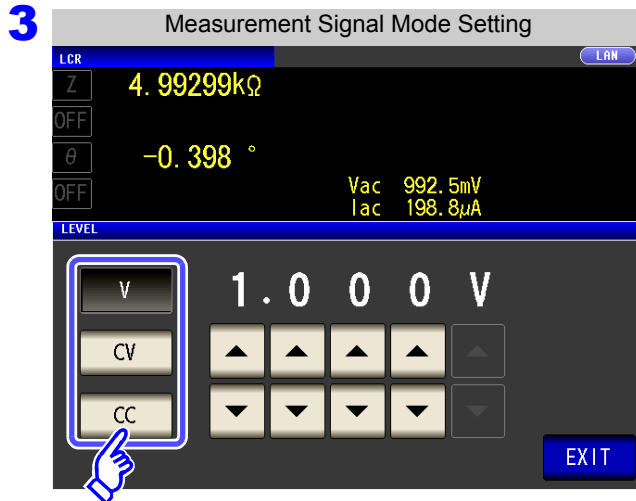 3
Measurement Signal Mode Setting
LCR
LAN
Z 4.99299kΩ
OFF
θ -0.398 °
OFF
Vac 992.5mV
Iac 198.8μA
LEVEL
V
1.000 V
CV
CC
EXIT